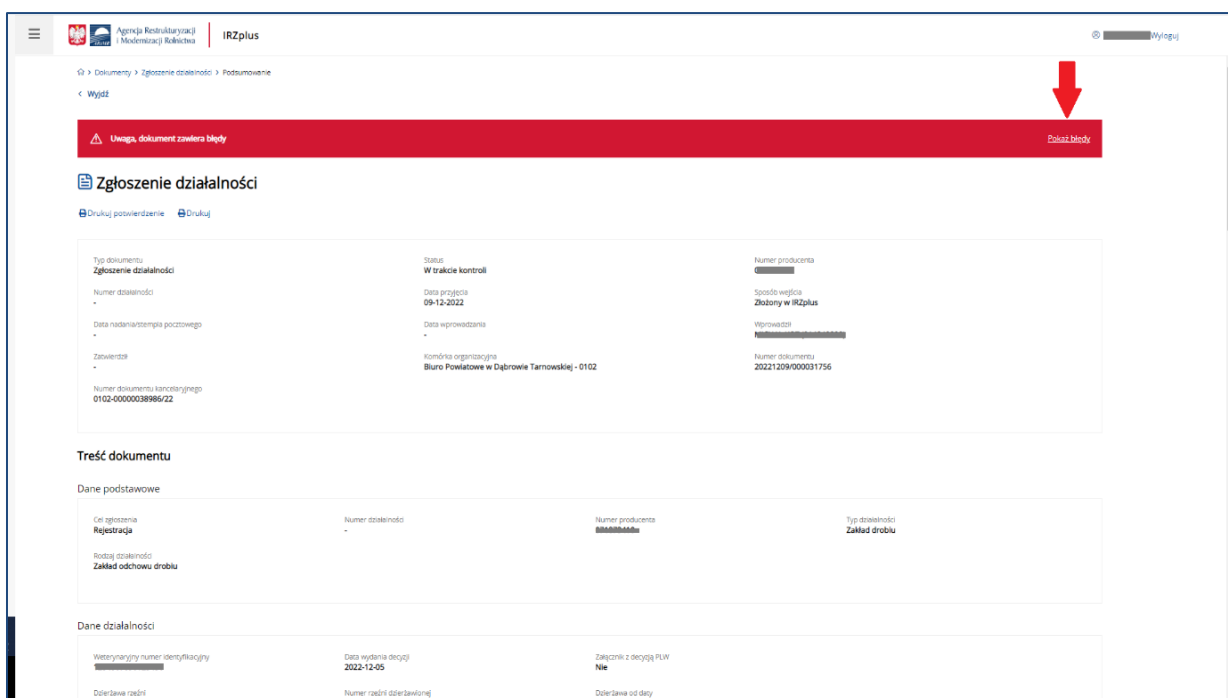 Agencja Restrukturyzacji
i Modernizacji Rolnictwa
IRZplus
Wyloguj
Dokumenty > Zgłoszenie działalności > Podsumowanie
< Wyjdź
Uwaga, dokument zawiera błędy
Pokaż błędy
Zgłoszenie działalności
Drukuj potwierdzenie Drukuj
Typ dokumentu Status Numer producenta
Zgłoszenie działalności W trakcie kontroli
Numer działalności Data przyjęcia Sposób wejścia
- 09-12-2022 Złożony w IRZplus
Data nadania/stempla pocztowego Data wprowadzania Wprowadził
- -
Zatwierdził Komórka organizacyjna Numer dokumentu
- Biuro Powiatowe w Dąbrowie Tarnowskiej - 0102 20221209/000031756
Numer dokumentu kancelaryjnego
0102-00000038986/22
Treść dokumentu
Dane podstawowe
Cel zgłoszenia Numer działalności Numer producenta Typ działalności
Rejestracja - Zakład drobiu
Rodzaj działalności
Zakład odchowu drobiu
Dane działalności
Weterynaryjny numer identyfikacyjny Data wydania decyzji Załącznik z decyzją PLW
2022-12-05 Nie
Dzierżawa rzeźni Numer rzeźni dzierżawionej Dzierżawa od daty